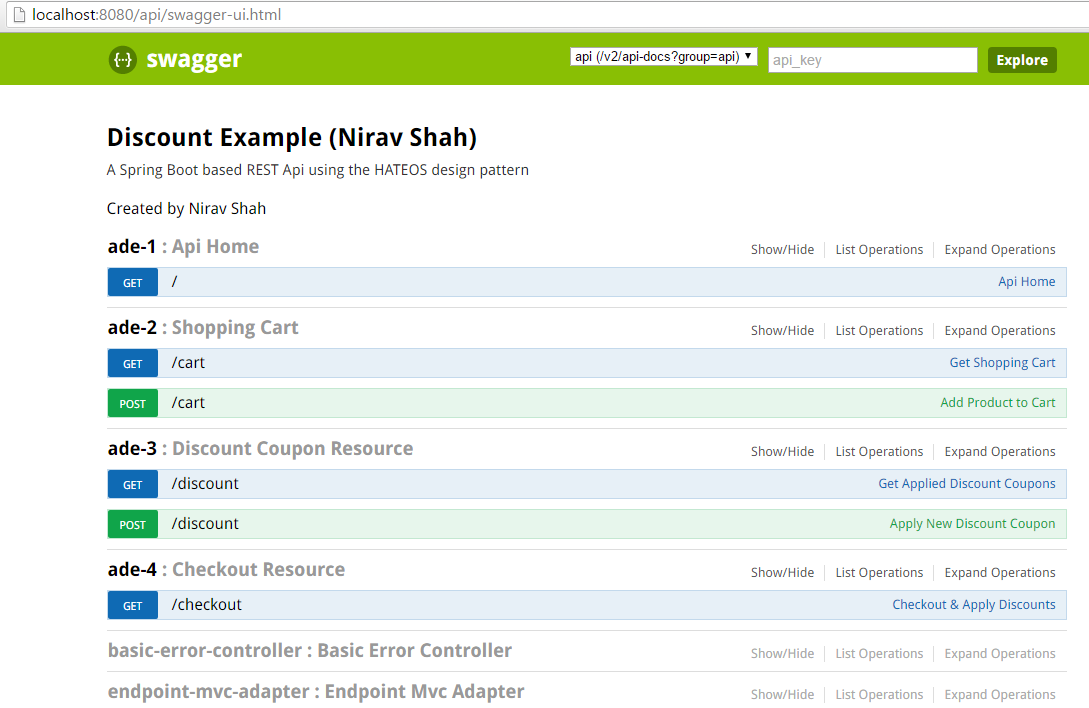 localhost:8080/api/swagger-ui.html
{··} swagger api (/v2/api-docs?group=api) ▼ api_key Explore
Discount Example (Nirav Shah)
A Spring Boot based REST Api using the HATEOS design pattern
Created by Nirav Shah
ade-1 : Api Home Show/Hide List Operations Expand Operations
GET / Api Home
ade-2 : Shopping Cart Show/Hide List Operations Expand Operations
GET /cart Get Shopping Cart
POST /cart Add Product to Cart
ade-3 : Discount Coupon Resource Show/Hide List Operations Expand Operations
GET /discount Get Applied Discount Coupons
POST /discount Apply New Discount Coupon
ade-4 : Checkout Resource Show/Hide List Operations Expand Operations
GET /checkout Checkout & Apply Discounts
basic-error-controller : Basic Error Controller Show/Hide List Operations Expand Operations
endpoint-mvc-adapter : Endpoint Mvc Adapter Show/Hide List Operations Expand Operations